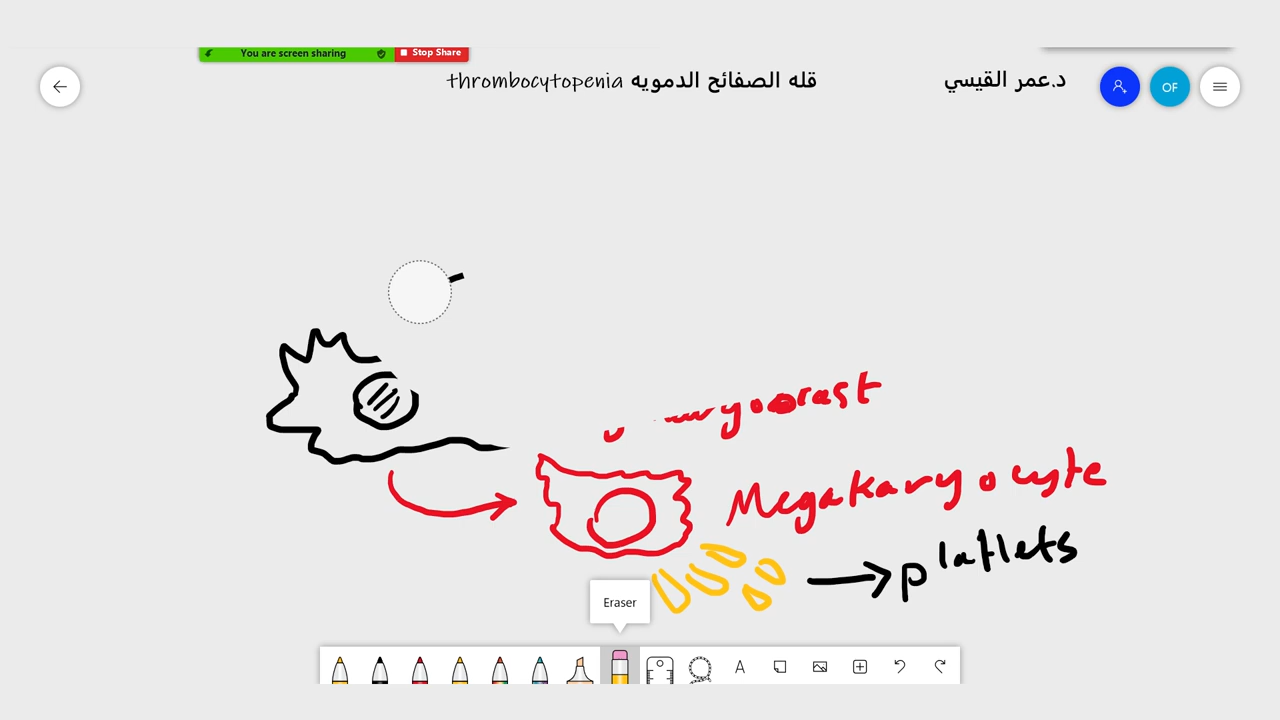 You are screen sharing Stop Share
thrombocytopenia قله الصفائح الدمويه
د.عمر القيسي
OF
Megakaryocyte
platlets
Eraser
A